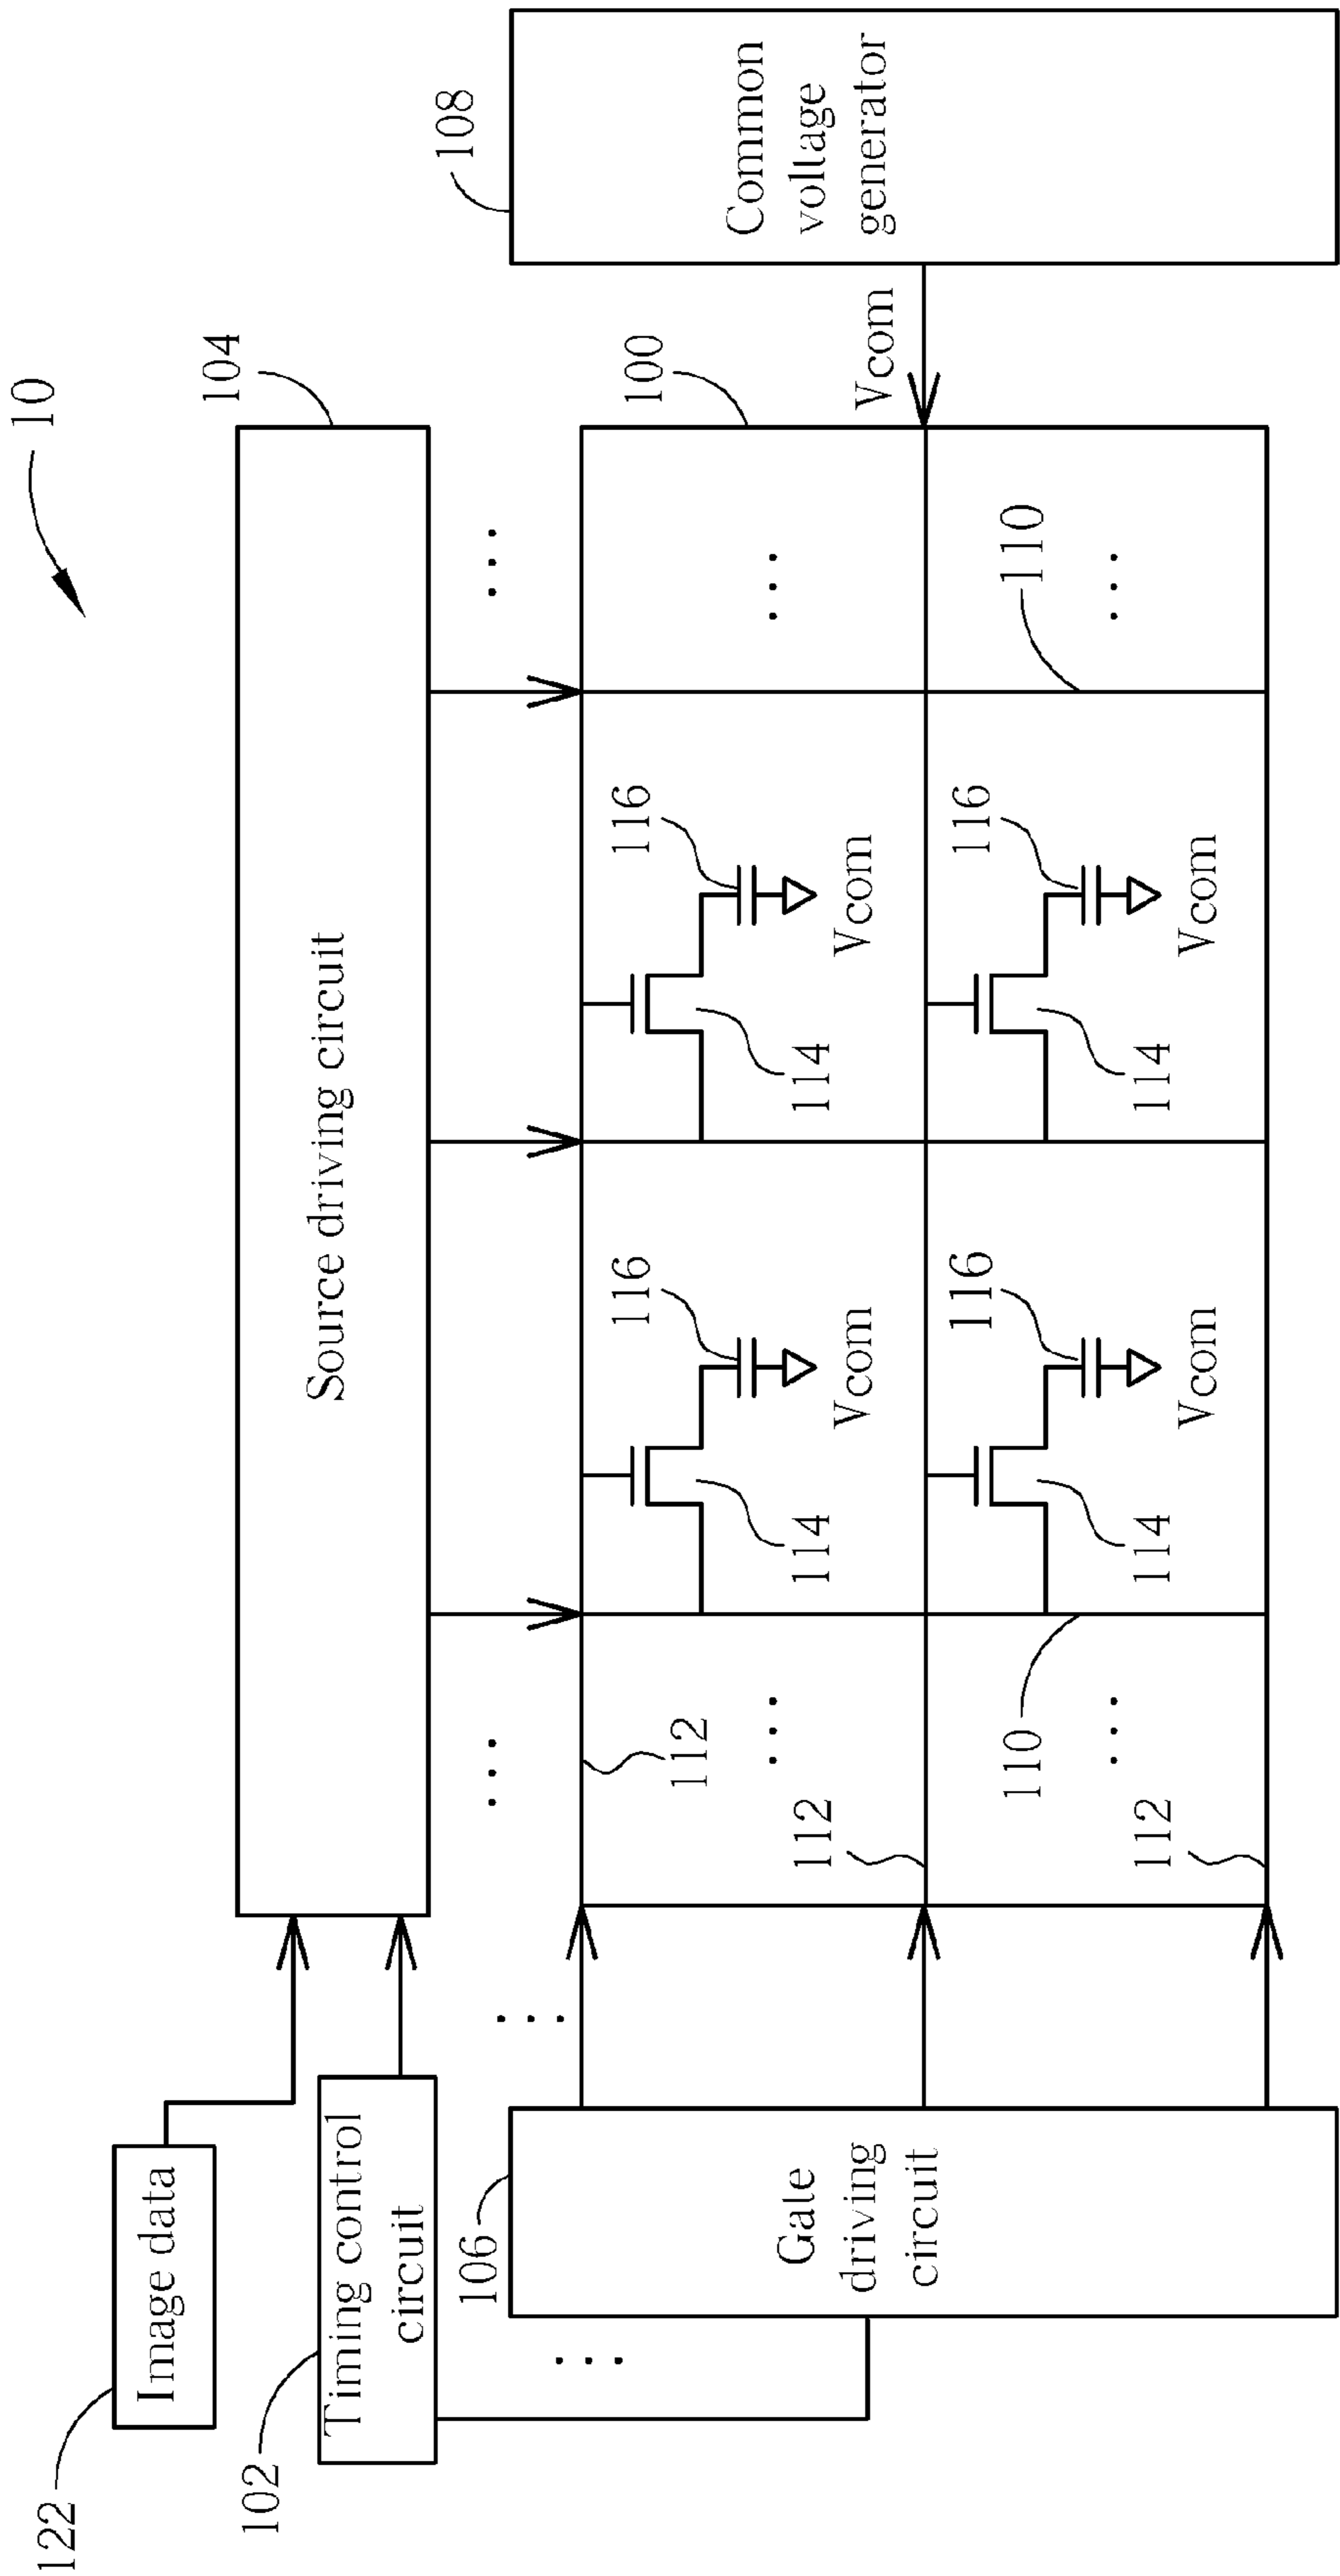 10
122
Image data
102
Timing control
circuit
Source driving circuit
104
106
Gate
driving
circuit
100
108
Common
voltage
generator
Vcom
112
112
112
110
110
114
116
Vcom
114
116
Vcom
114
116
Vcom
114
116
Vcom